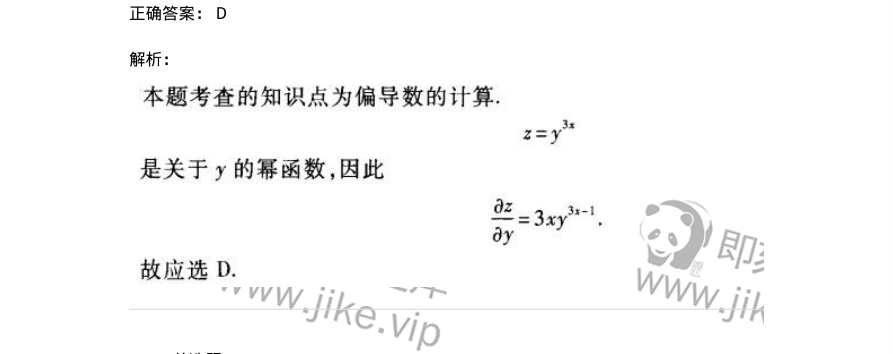 正确答案： D
解析：
本题考查的知识点为偏导数的计算.
z=y^{3x}
是关于 y 的幂函数,因此
∂z/∂y=3xy^{3x-1}.
故应选 D.
即刻
www.jike.vip
www.jik